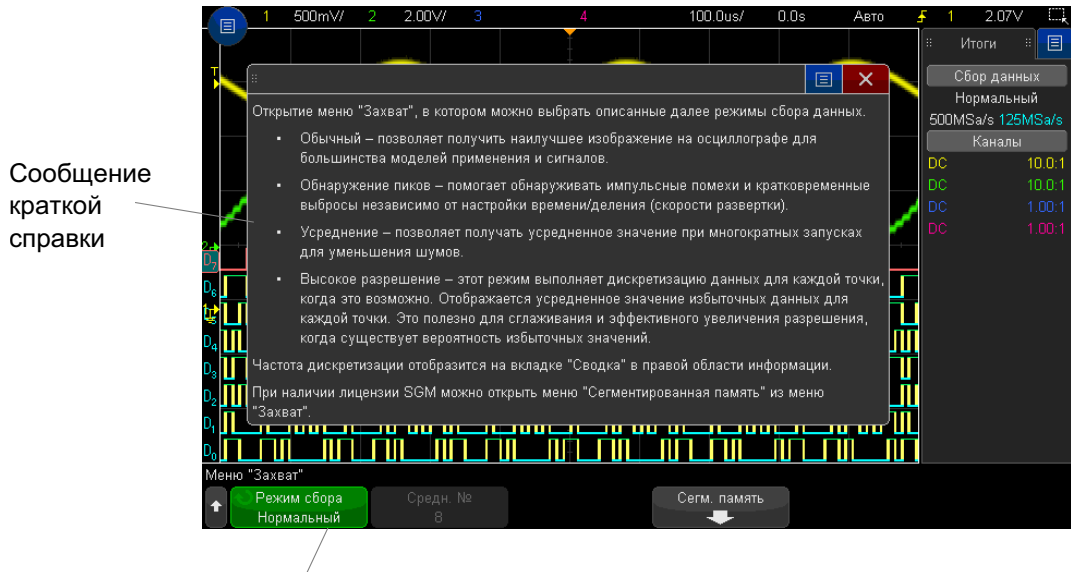 1 500mV/ 2 2.00V/ 3 4 100.0us/ 0.0s Авто 1 2.07V
Итоги
Сбор данных
Нормальный
500MSa/s 125MSa/s
Каналы
DC 10.0:1
DC 10.0:1
DC 1.00:1
DC 1.00:1
Сообщение
краткой
справки
T
Открытие меню "Захват", в котором можно выбрать описанные далее режимы сбора данных.
• Обычный – позволяет получить наилучшее изображение на осциллографе для
большинства моделей применения и сигналов.
• Обнаружение пиков – помогает обнаруживать импульсные помехи и кратковременные
выбросы независимо от настройки времени/деления (скорости развертки).
• Усреднение – позволяет получать усредненное значение при многократных запусках
для уменьшения шумов.
• Высокое разрешение – этот режим выполняет дискретизацию данных для каждой точки,
когда это возможно. Отображается усредненное значение избыточных данных для
каждой точки. Это полезно для сглаживания и эффективного увеличения разрешения,
когда существует вероятность избыточных значений.
Частота дискретизации отобразится на вкладке "Сводка" в правой области информации.
При наличии лицензии SGM можно открыть меню "Сегментированная память" из меню
"Захват".
D7
D6
D4
D3
D2
D1
D0
Меню "Захват"
Режим сбора
Нормальный
Средн. №
8
Сегм. память